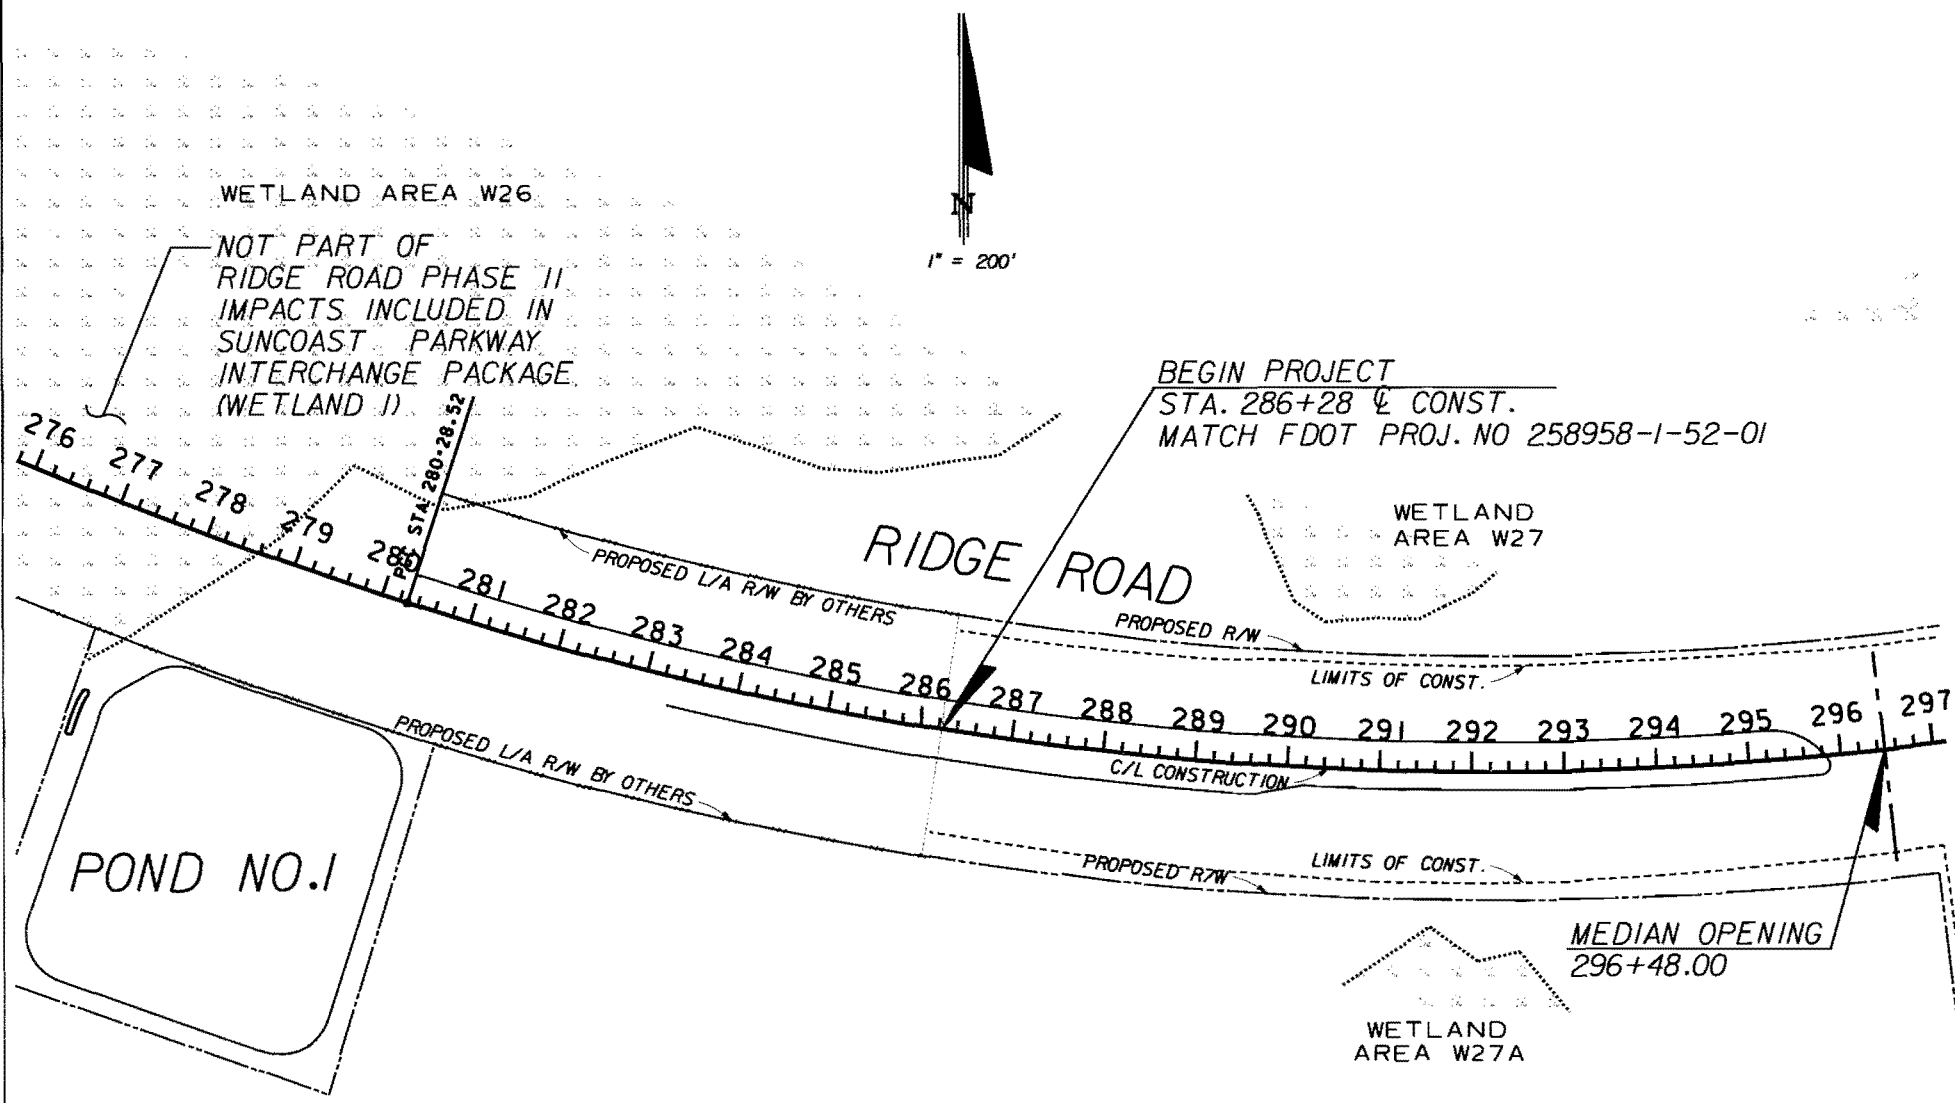 N
1" = 200'
WETLAND AREA W26
NOT PART OF
RIDGE ROAD PHASE II
IMPACTS INCLUDED IN
SUNCOAST PARKWAY
INTERCHANGE PACKAGE
(WETLAND 1)
BEGIN PROJECT
STA. 286+28 ℄ CONST.
MATCH FDOT PROJ. NO 258958-1-52-01
WETLAND
AREA W27
RIDGE ROAD
STA. 280+28.52
PROPOSED L/A R/W BY OTHERS
PROPOSED R/W
LIMITS OF CONST.
276 277 278 279 280 281 282 283 284 285 286 287 288 289 290 291 292 293 294 295 296 297
C/L CONSTRUCTION
PROPOSED L/A R/W BY OTHERS
PROPOSED R/W
LIMITS OF CONST.
POND NO.1
MEDIAN OPENING
296+48.00
WETLAND
AREA W27A